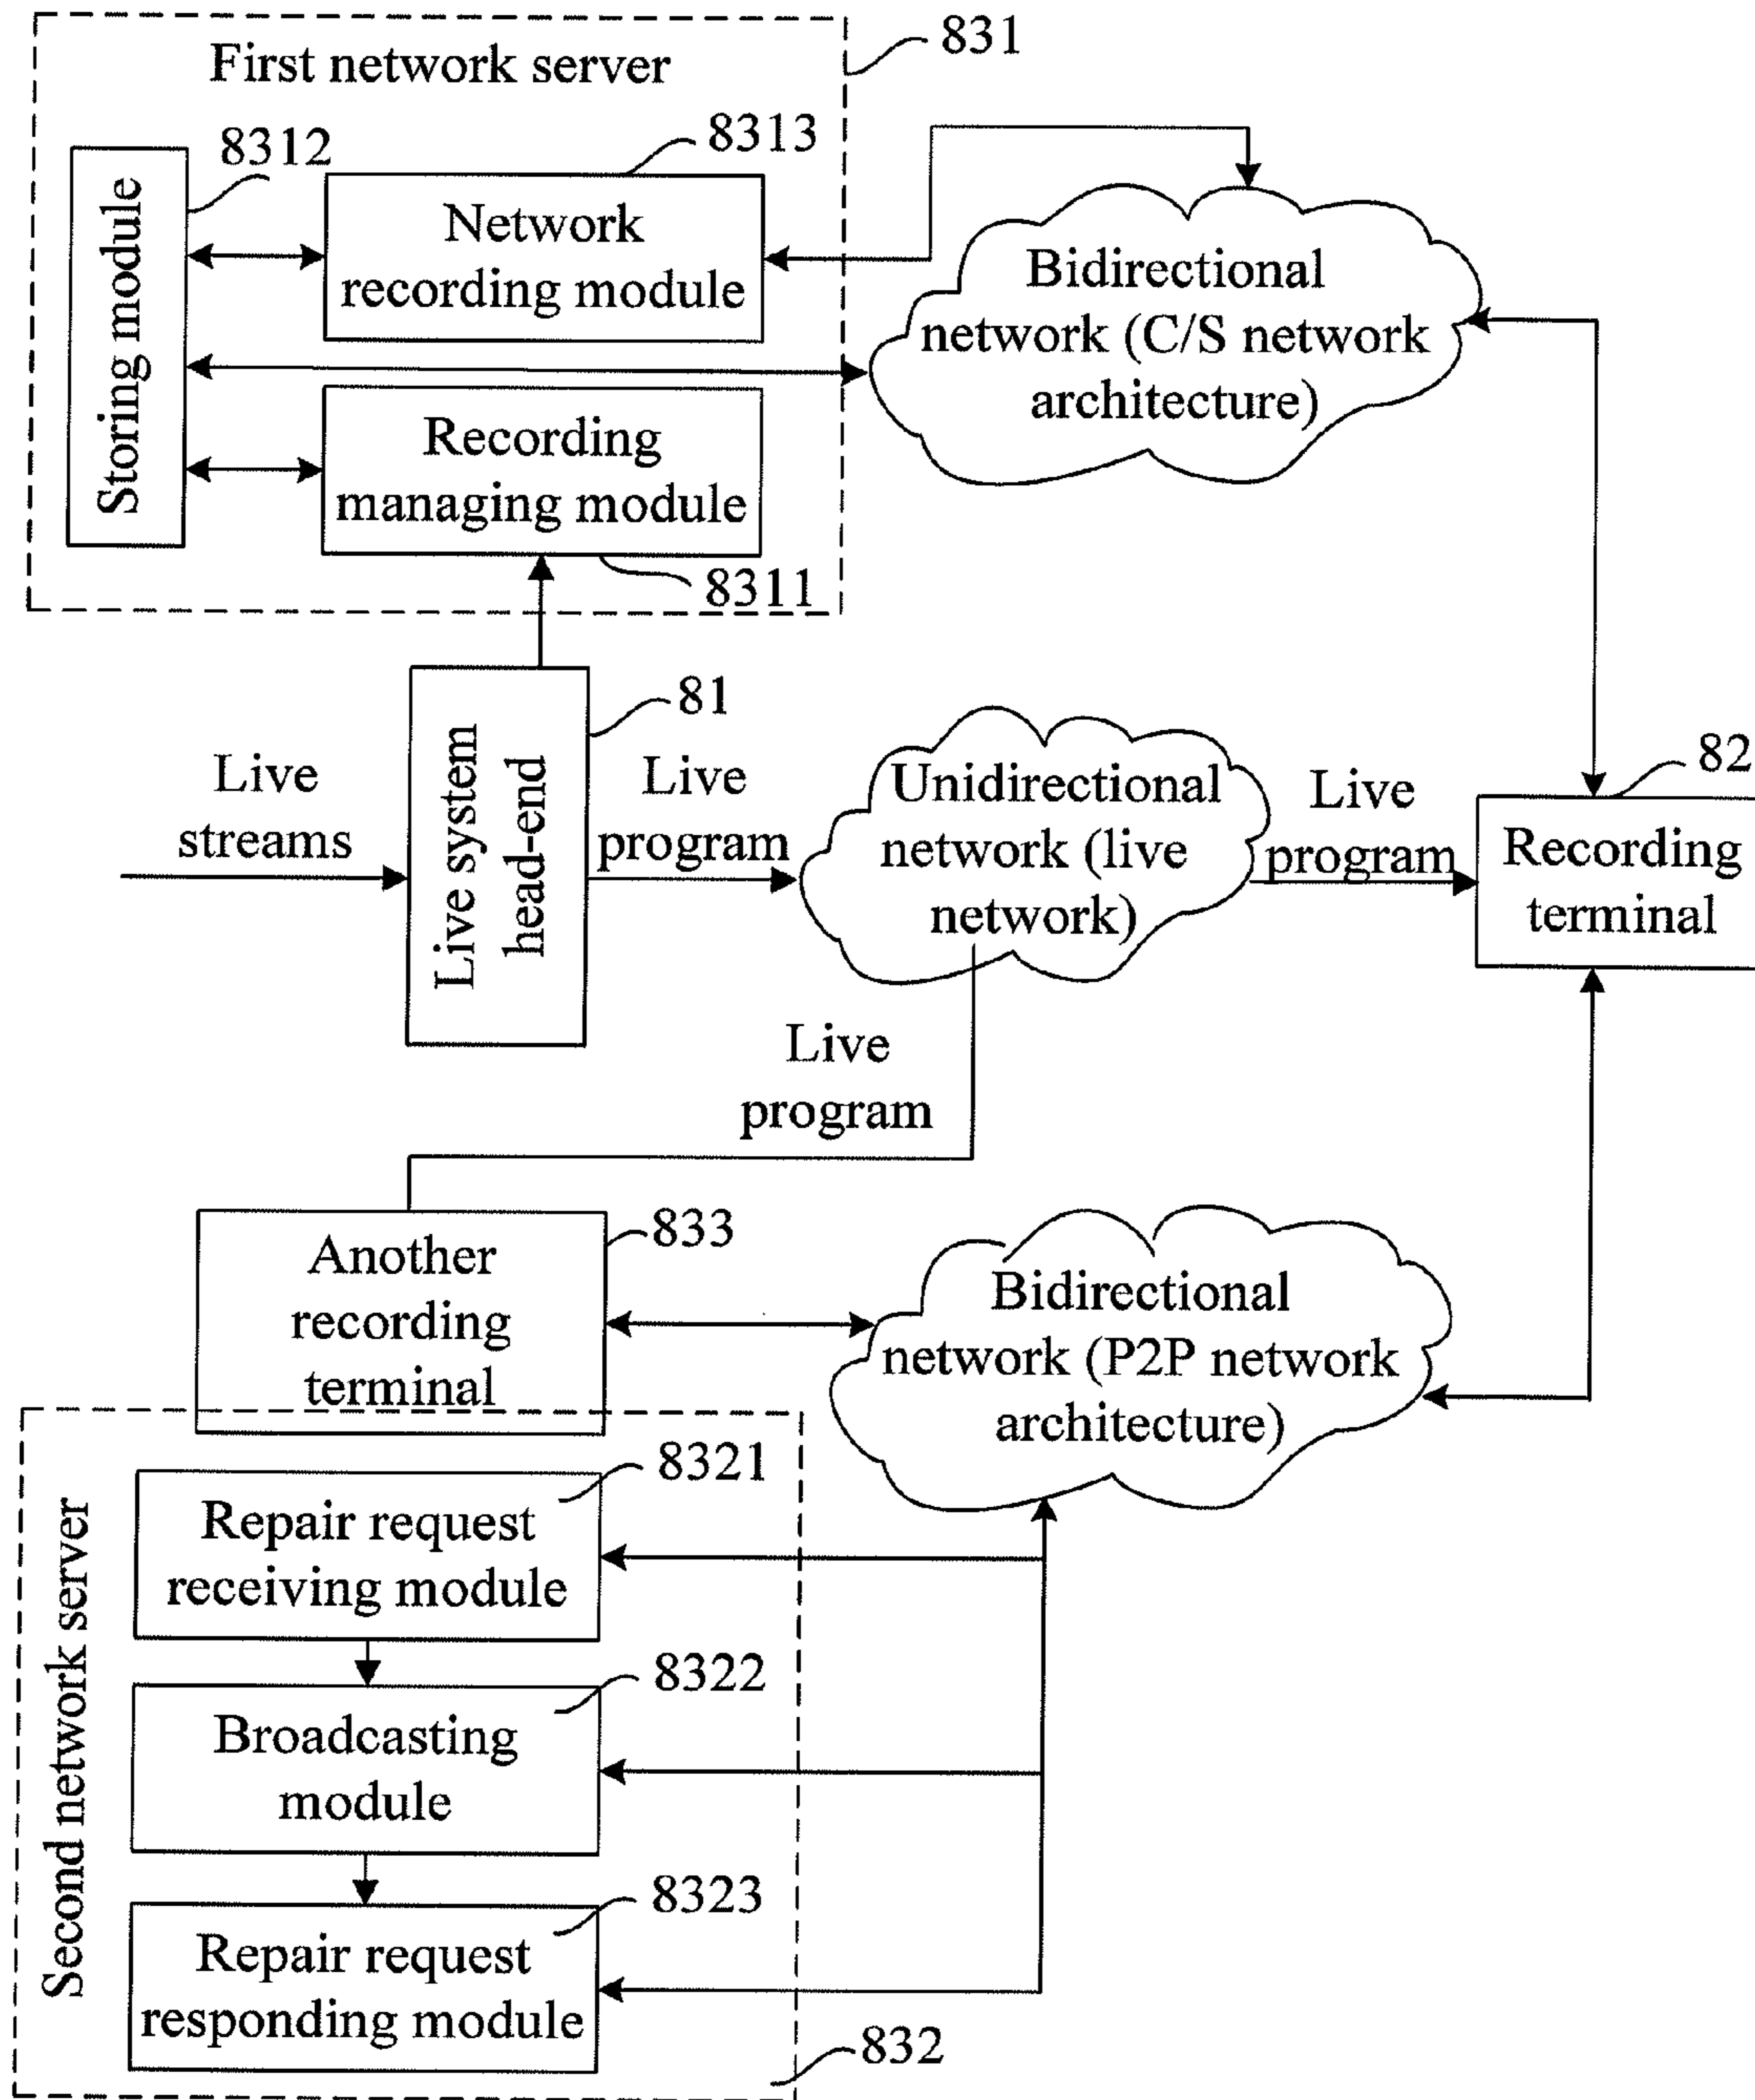 First network server
831
8312
8313
Storing module
Network
recording module
Bidirectional
network (C/S network
architecture)
Recording
managing module
8311
81
Live
streams
Live system
head-end
Live
program
Unidirectional
network (live
network)
Live
program
82
Recording
terminal
Live
program
833
Another
recording
terminal
Bidirectional
network (P2P network
architecture)
Second network server
8321
Repair request
receiving module
8322
Broadcasting
module
8323
Repair request
responding module
832